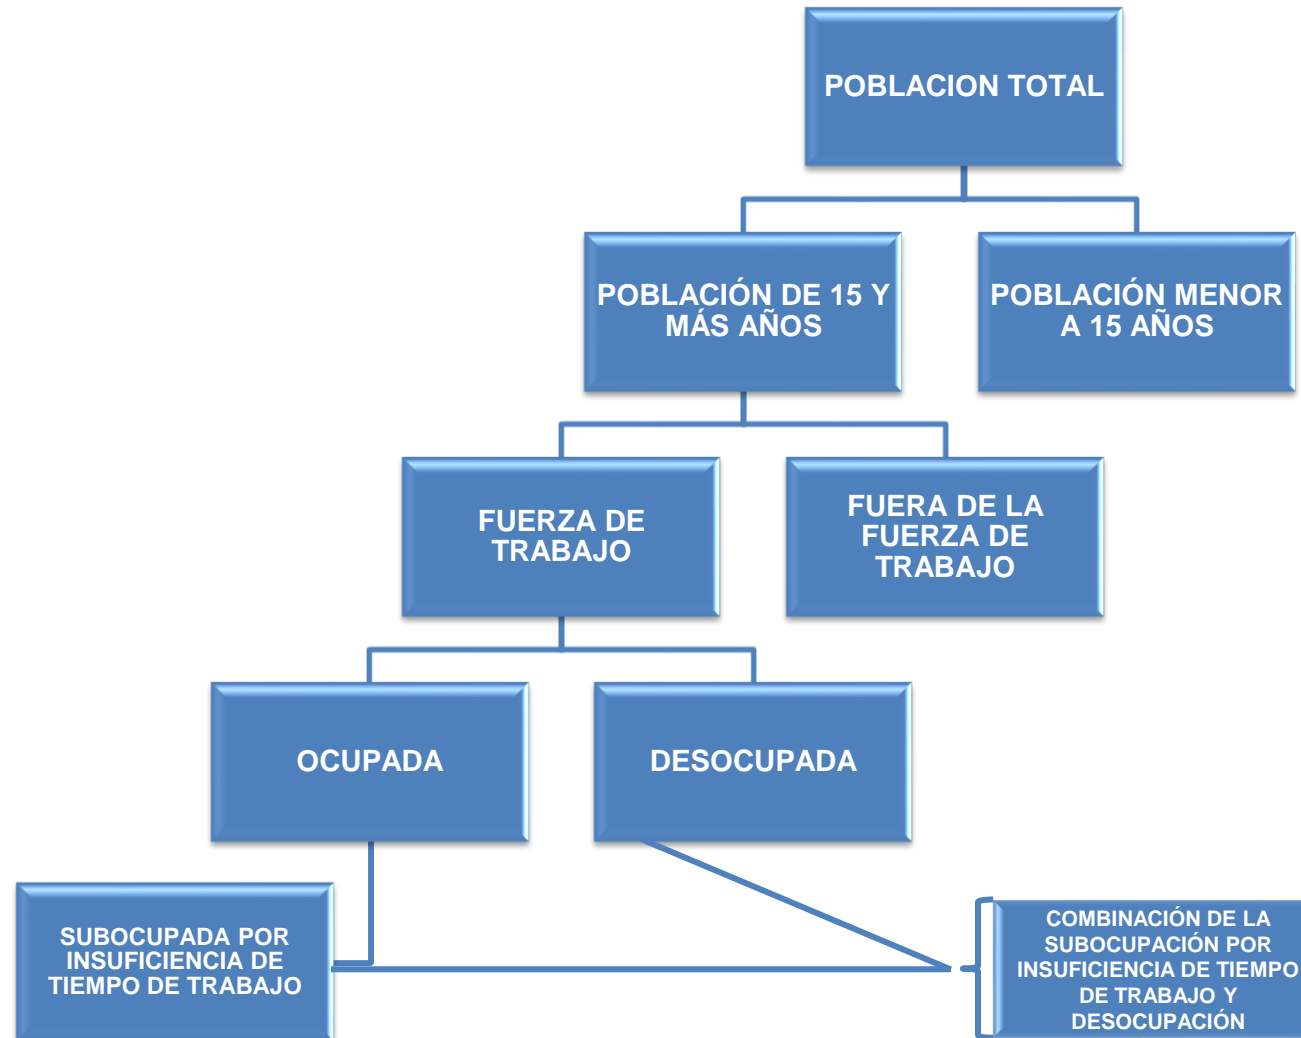 POBLACION TOTAL
POBLACIÓN DE 15 Y
MÁS AÑOS
POBLACIÓN MENOR
A 15 AÑOS
FUERZA DE
TRABAJO
FUERA DE LA
FUERZA DE
TRABAJO
OCUPADA
DESOCUPADA
SUBOCUPADA POR
INSUFICIENCIA DE
TIEMPO DE TRABAJO
COMBINACIÓN DE LA
SUBOCUPACIÓN POR
INSUFICIENCIA DE TIEMPO
DE TRABAJO Y
DESOCUPACIÓN